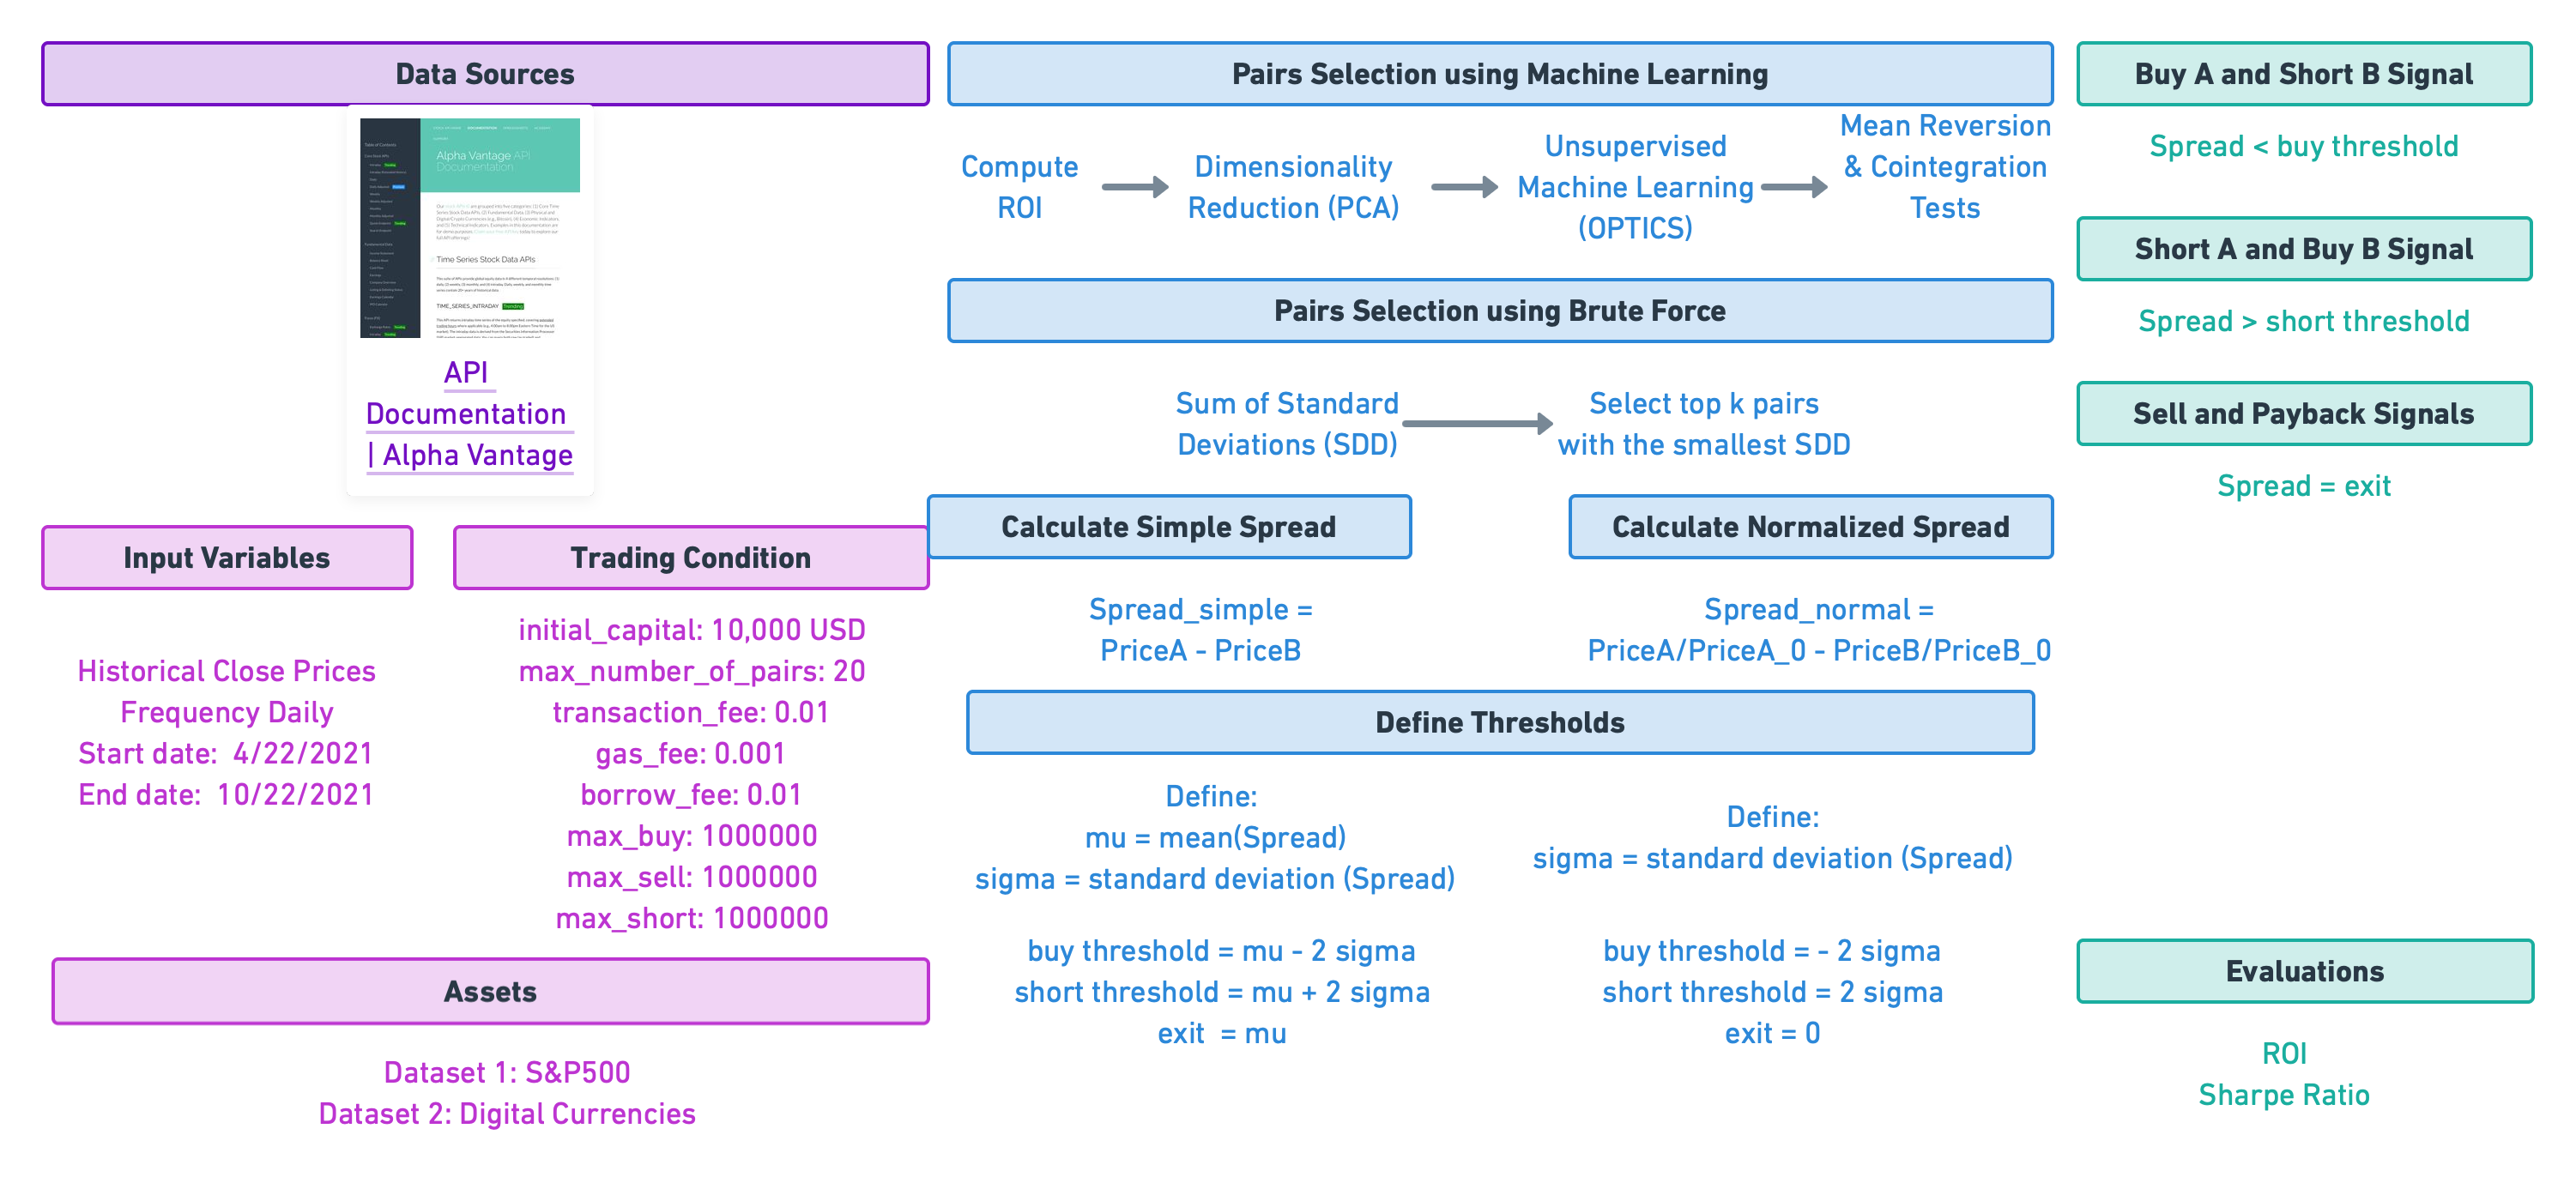 Data Sources
Alpha Vantage API
Documentation
Time Series Stock Data APIs
TIME_SERIES_INTRADAY Trending
API
Documentation
| Alpha Vantage
Input Variables
Historical Close Prices
Frequency Daily
Start date: 4/22/2021
End date: 10/22/2021
Trading Condition
initial_capital: 10,000 USD
max_number_of_pairs: 20
transaction_fee: 0.01
gas_fee: 0.001
borrow_fee: 0.01
max_buy: 1000000
max_sell: 1000000
max_short: 1000000
Assets
Dataset 1: S&P500
Dataset 2: Digital Currencies
Pairs Selection using Machine Learning
Compute
ROI
Dimensionality
Reduction (PCA)
Unsupervised
Machine Learning
(OPTICS)
Mean Reversion
& Cointegration
Tests
Pairs Selection using Brute Force
Sum of Standard
Deviations (SDD)
Select top k pairs
with the smallest SDD
Calculate Simple Spread
Spread_simple =
PriceA - PriceB
Calculate Normalized Spread
Spread_normal =
PriceA/PriceA_0 - PriceB/PriceB_0
Define Thresholds
Define:
mu = mean(Spread)
sigma = standard deviation (Spread)
buy threshold = mu - 2 sigma
short threshold = mu + 2 sigma
exit = mu
Define:
sigma = standard deviation (Spread)
buy threshold = - 2 sigma
short threshold = 2 sigma
exit = 0
Buy A and Short B Signal
Spread < buy threshold
Short A and Buy B Signal
Spread > short threshold
Sell and Payback Signals
Spread = exit
Evaluations
ROI
Sharpe Ratio